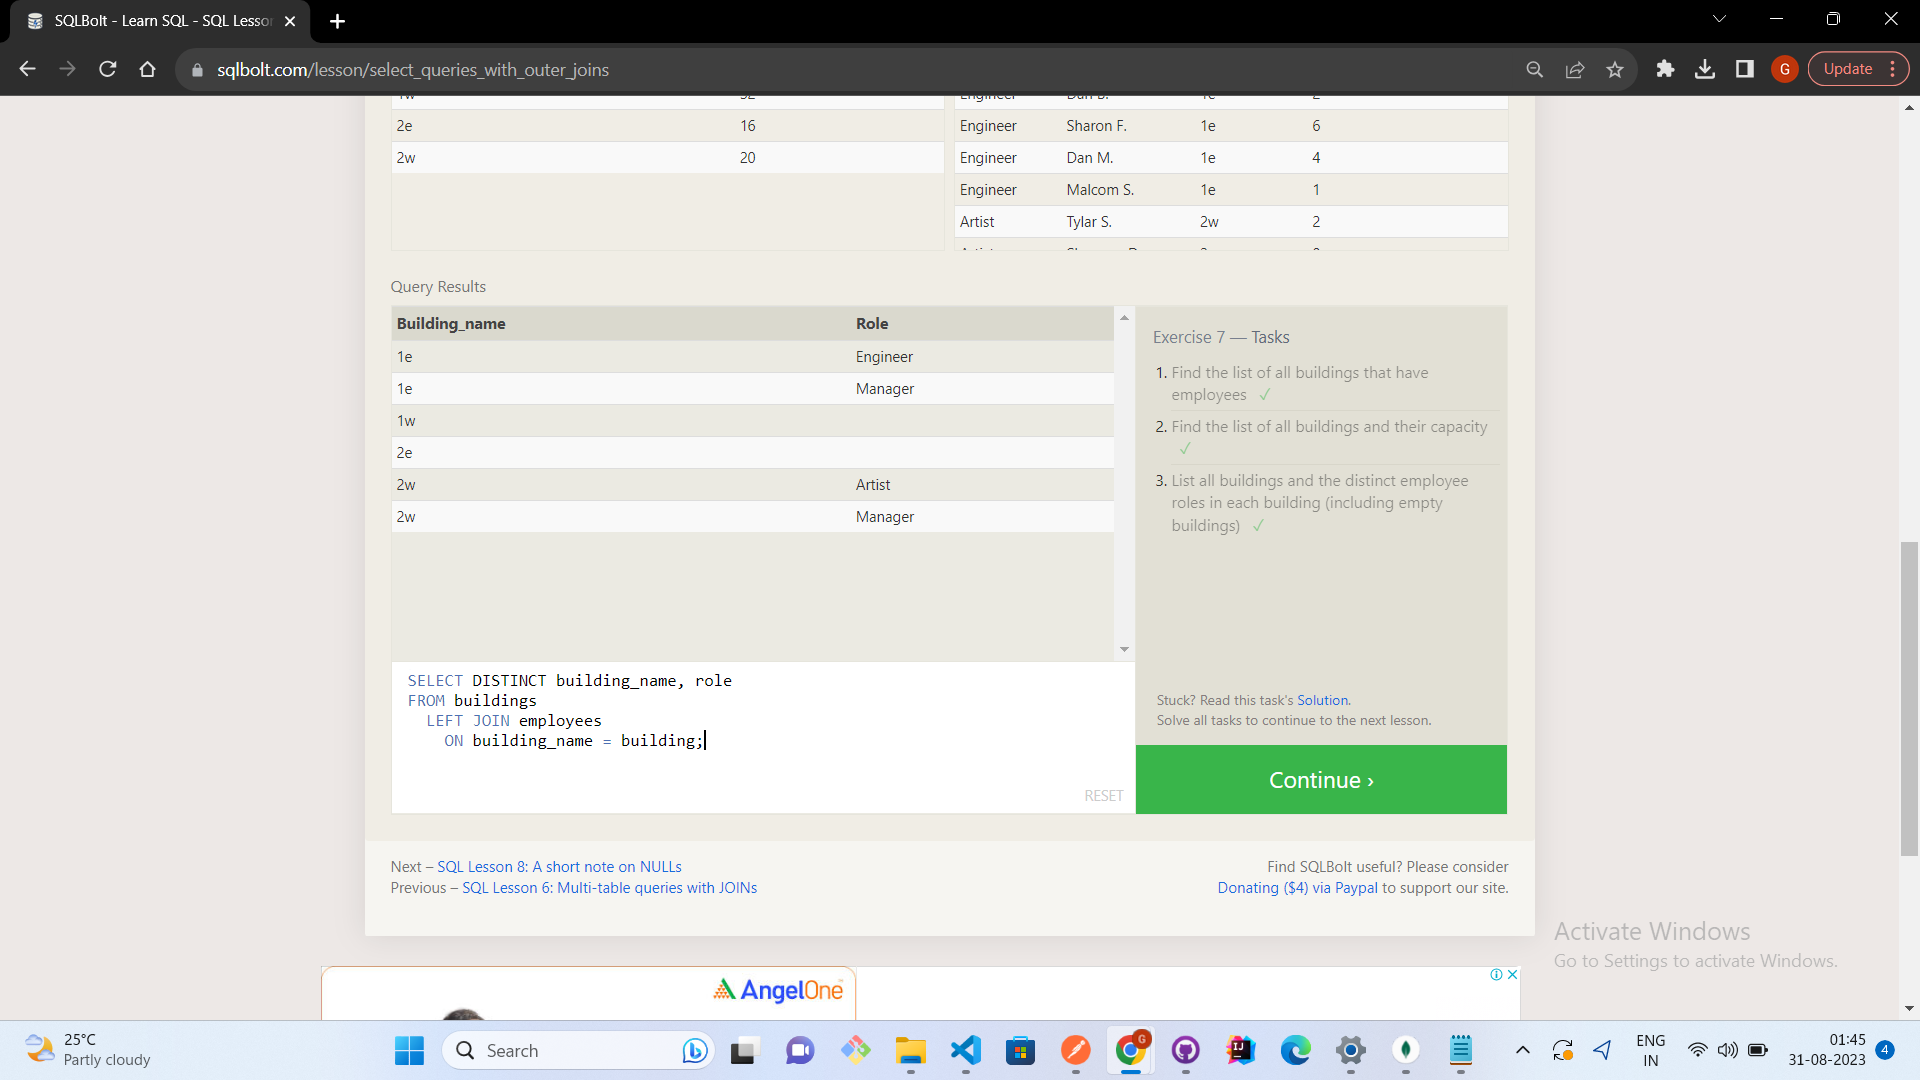 SQLBolt - Learn SQL - SQL Lesso
sqlbolt.com/lesson/select_queries_with_outer_joins
G
Update
2e 16
2w 20
Engineer Sharon F. 1e 6
Engineer Dan M. 1e 4
Engineer Malcom S. 1e 1
Artist Tylar S. 2w 2
Query Results
Building_name Role
1e Engineer
1e Manager
1w
2e
2w Artist
2w Manager
Exercise 7 — Tasks
1. Find the list of all buildings that have
employees ✓
2. Find the list of all buildings and their capacity
✓
3. List all buildings and the distinct employee
roles in each building (including empty
buildings) ✓
SELECT DISTINCT building_name, role
FROM buildings
LEFT JOIN employees
ON building_name = building;
RESET
Stuck? Read this task's Solution.
Solve all tasks to continue to the next lesson.
Continue ›
Next – SQL Lesson 8: A short note on NULLs
Previous – SQL Lesson 6: Multi-table queries with JOINs
Find SQLBolt useful? Please consider
Donating ($4) via Paypal to support our site.
Activate Windows
Go to Settings to activate Windows.
AngelOne
25°C
Partly cloudy
Search
G
IJ
ENG
IN
01:45
31-08-2023
4